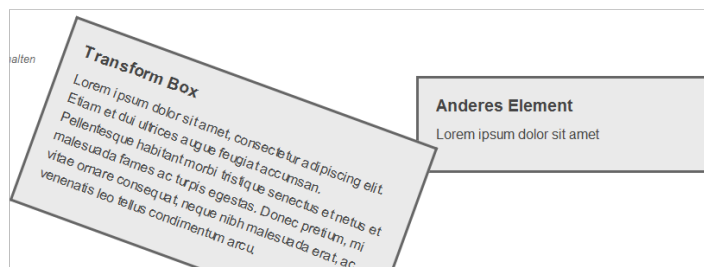 alten
Transform Box
Lorem ipsum dolor sit amet, consectetur adipiscing elit.
Etiam et dui ultrices augue feugiat accumsan.
Pellentesque habitant morbi tristique senectus et netus et
malesuada fames ac turpis egestas. Donec pretium, mi
vitae ornare consequat, neque nibh malesuada erat, ac
venenatis leo tellus condimentum arcu.
Anderes Element
Lorem ipsum dolor sit amet